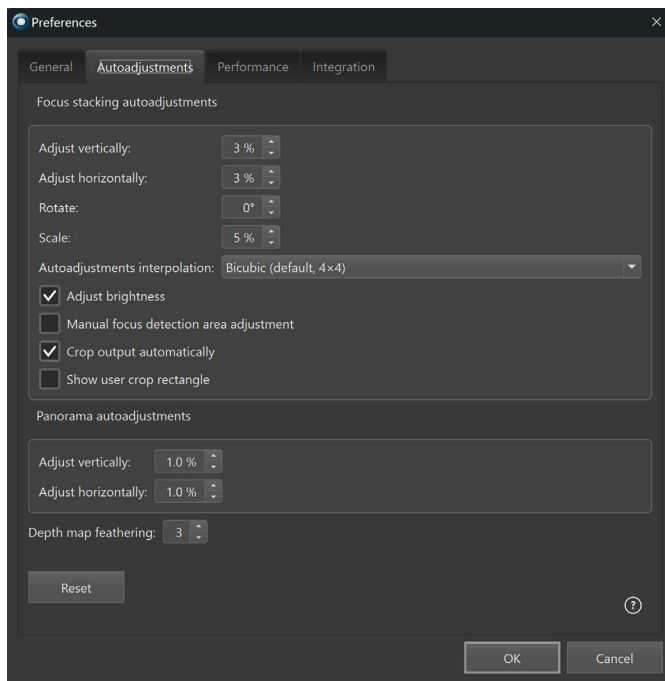 Preferences
General Autoadjustments Performance Integration
Focus stacking autoadjustments
Adjust vertically: 3 %
Adjust horizontally: 3 %
Rotate: 0°
Scale: 5 %
Autoadjustments interpolation: Bicubic (default, 4×4)
Adjust brightness
Manual focus detection area adjustment
Crop output automatically
Show user crop rectangle
Panorama autoadjustments
Adjust vertically: 1.0 %
Adjust horizontally: 1.0 %
Depth map feathering: 3
Reset
?
OK Cancel